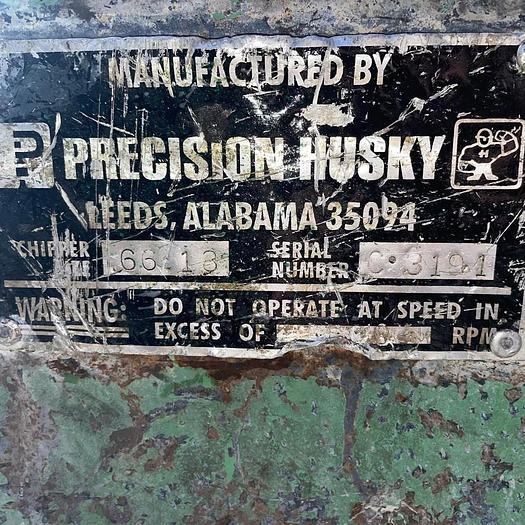 MANUFACTURED BY
P PRECISION HUSKY H
LEEDS, ALABAMA 35094
CHIPPER 66-13 SERIAL NUMBER C-3191
WARNING: DO NOT OPERATE AT SPEED IN
EXCESS OF RPM